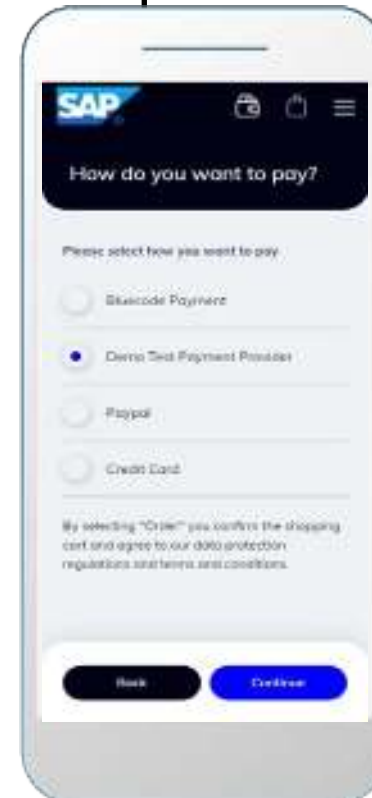 SAP
How do you want to pay?
Please select how you want to pay
Bluecode Payment
Demo Test Payment Provider
Paypal
Credit Card
By selecting "Order" you confirm the shopping
cart and agree to our data protection
regulations and terms and conditions.
Back
Continue